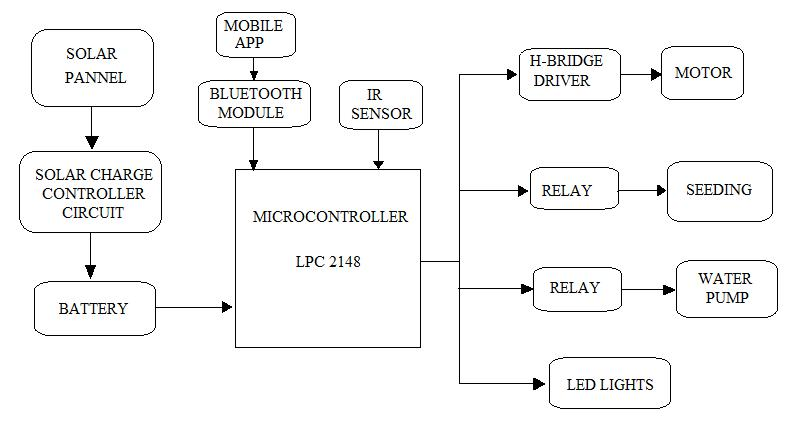 SOLAR
PANNEL
MOBILE
APP
BLUETOOTH
MODULE
IR
SENSOR
H-BRIDGE
DRIVER
MOTOR
SOLAR CHARGE
CONTROLLER
CIRCUIT
MICROCONTROLLER
LPC 2148
RELAY
SEEDING
BATTERY
RELAY
WATER
PUMP
LED LIGHTS